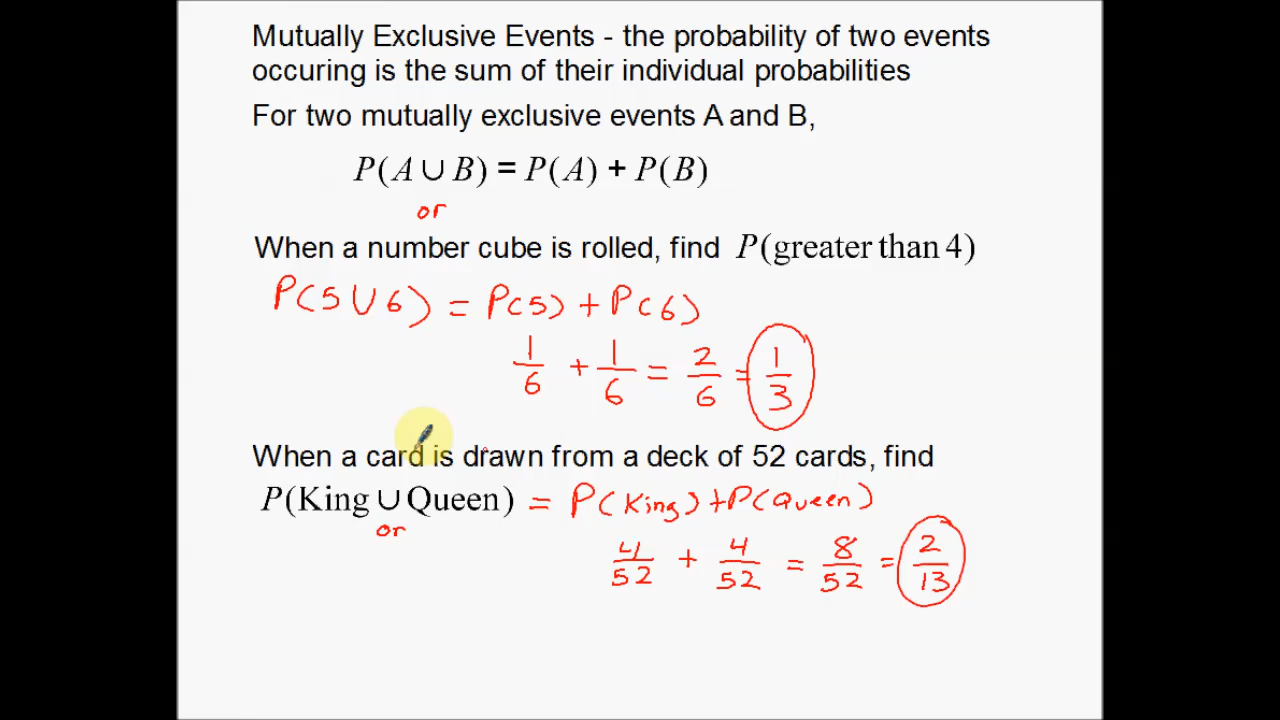 Mutually Exclusive Events - the probability of two events
occuring is the sum of their individual probabilities
For two mutually exclusive events A and B,
P(A ∪ B) = P(A) + P(B)
or
When a number cube is rolled, find P(greater than 4)
P(5 ∪ 6) = P(5) + P(6)
1/6 + 1/6 = 2/6 = 1/3
When a card is drawn from a deck of 52 cards, find
P(King ∪ Queen) = P(King) + P(Queen)
or
4/52 + 4/52 = 8/52 = 2/13